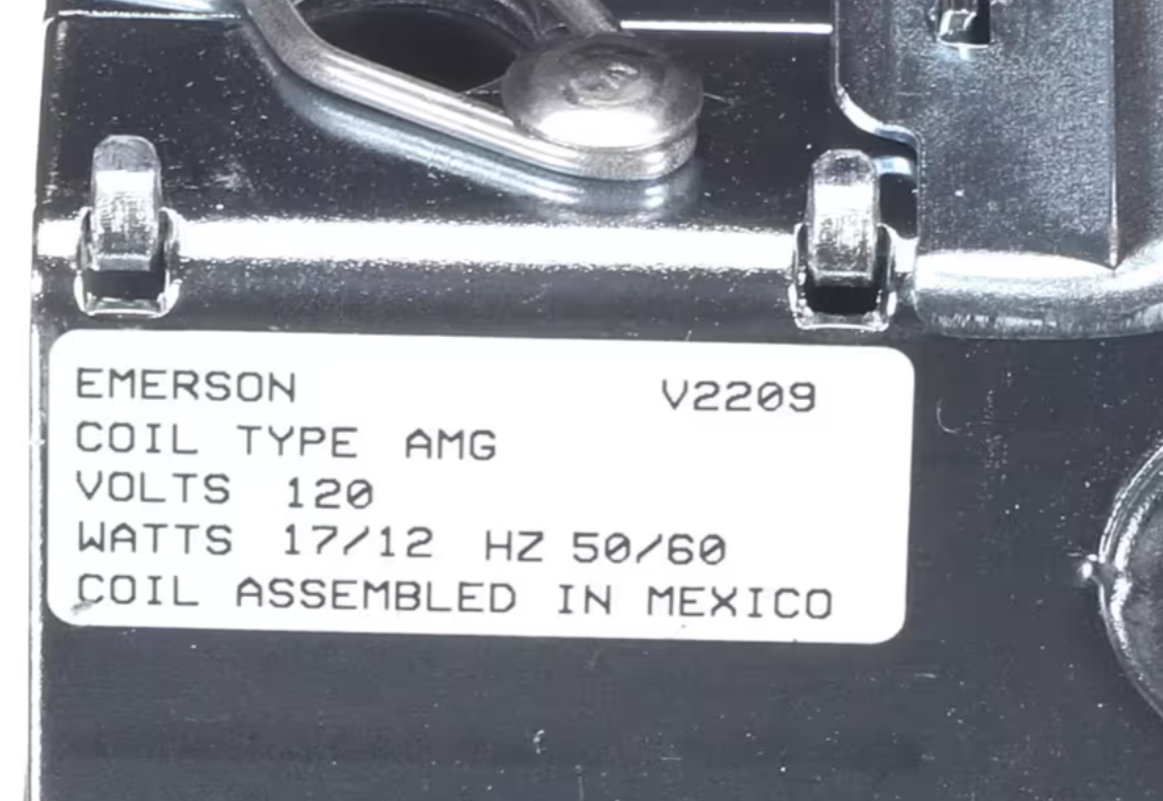 EMERSON V2209
COIL TYPE AMG
VOLTS 120
WATTS 17/12 HZ 50/60
COIL ASSEMBLED IN MEXICO